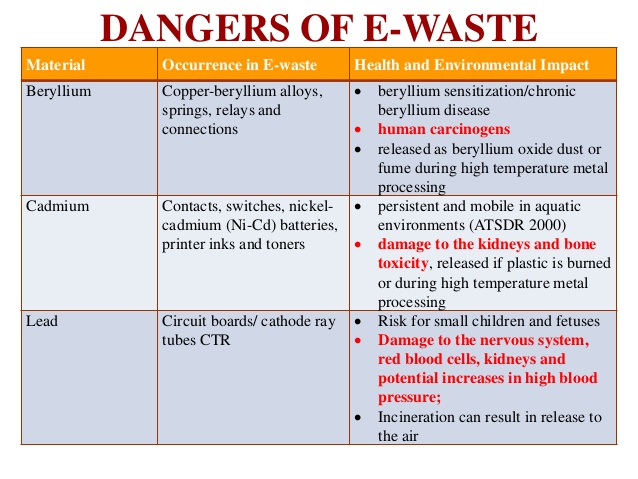 DANGERS OF E-WASTE
Material
Occurrence in E-waste
Health and Environmental Impact
Beryllium
Copper-beryllium alloys,
springs, relays and
connections
• beryllium sensitization/chronic
beryllium disease
• human carcinogens
• released as beryllium oxide dust or
fume during high temperature metal
processing
Cadmium
Contacts, switches, nickel-
cadmium (Ni-Cd) batteries,
printer inks and toners
• persistent and mobile in aquatic
environments (ATSDR 2000)
• damage to the kidneys and bone
toxicity, released if plastic is burned
or during high temperature metal
processing
Lead
Circuit boards/ cathode ray
tubes CTR
• Risk for small children and fetuses
• Damage to the nervous system,
red blood cells, kidneys and
potential increases in high blood
pressure;
• Incineration can result in release to
the air